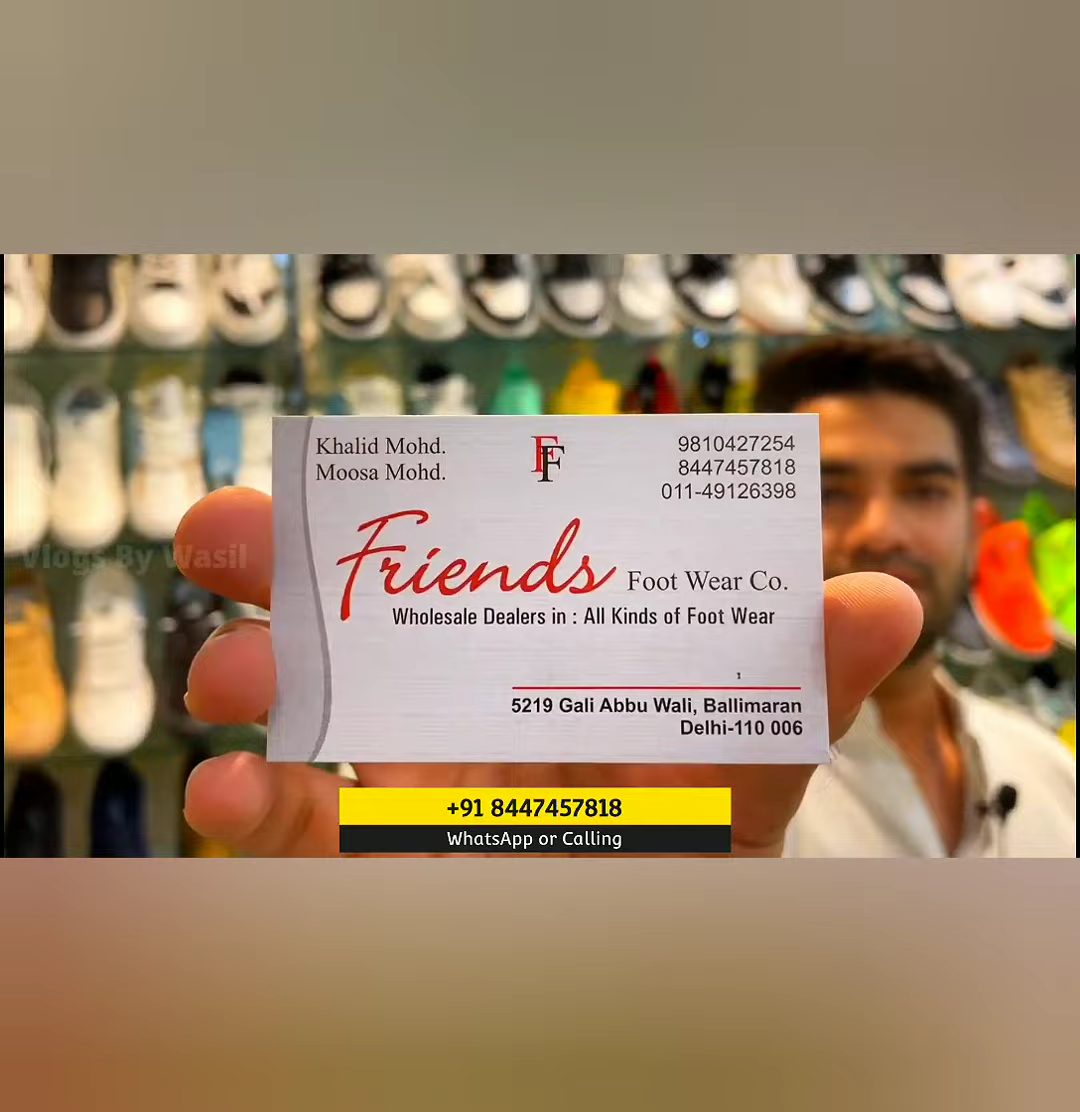 Khalid Mohd.
Moosa Mohd.
FF
9810427254
8447457818
011-49126398
Friends Foot Wear Co.
Wholesale Dealers in : All Kinds of Foot Wear
1
5219 Gali Abbu Wali, Ballimaran
Delhi-110 006
Vlogs By Wasil
+91 8447457818
WhatsApp or Calling